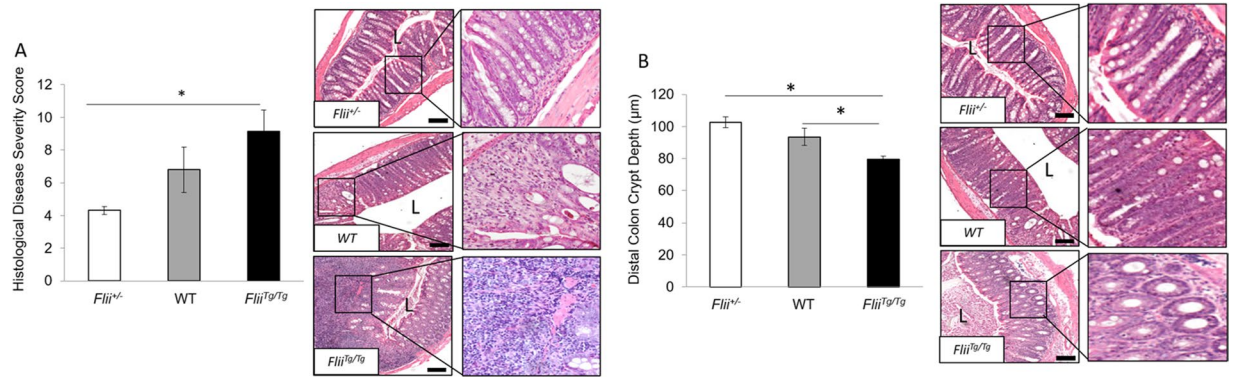 A
Histological Disease Severity Score
12
10
8
6
4
2
0
*
Flii+/-
WT
FliiTg/Tg
L
Flii+/-
L
WT
L
FliiTg/Tg
B
Distal Colon Crypt Depth (µm)
120
100
80
60
40
20
0
*
*
Flii+/-
WT
FliiTg/Tg
L
Flii+/-
L
WT
L
FliiTg/Tg